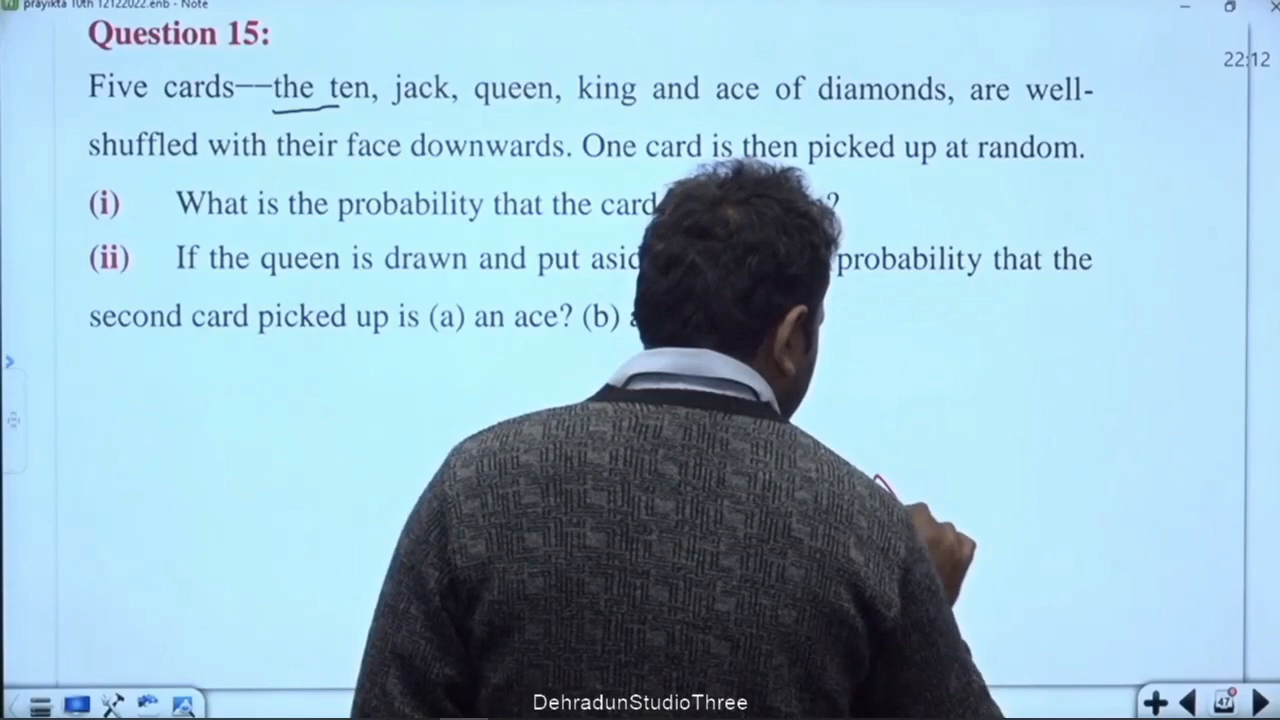 prayikta 10th 12122022.enb - Note
Question 15:
22:12
Five cards—the ten, jack, queen, king and ace of diamonds, are well-
shuffled with their face downwards. One card is then picked up at random.
(i) What is the probability that the card ?
(ii) If the queen is drawn and put probability that the
second card picked up is (a) an ace? (b)
47
DehradunStudioThree